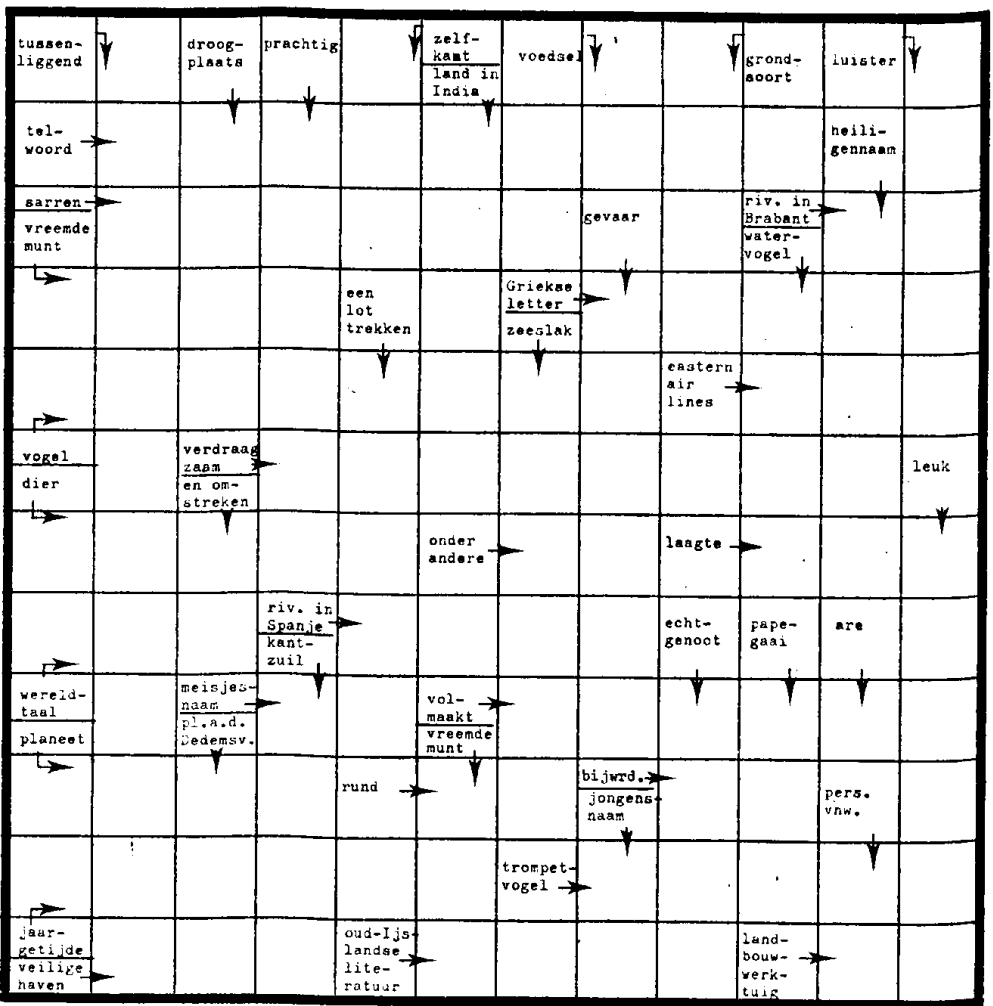 tussen-
liggend
droog-
plaats
prachtig
zelf-
kant
land in
India
voedsel
grond-
soort
luister
tel-
woord
heili-
gennaam
sarren
vreemde
munt
gevaar
riv. in
Brabant
water-
vogel
een
lot
trekken
Griekse
letter
zeeslak
eastern
air
lines
vogel
dier
verdraag
zaam
en om-
streken
leuk
onder
andere
laagte
riv. in
Spanje
kant-
zuil
echt-
genoot
pape-
gaai
are
wereld-
taal
planeet
meisjes-
naam
pl.a.d.
Dedemsv.
vol-
maakt
vreemde
munt
rund
bijwrd.
jongens-
naam
pers.
vnw.
trompet-
vogel
jaar-
getijde
veilige
haven
oud-Ijs-
landse
lite-
ratuur
land-
bouw-
werk-
tuig